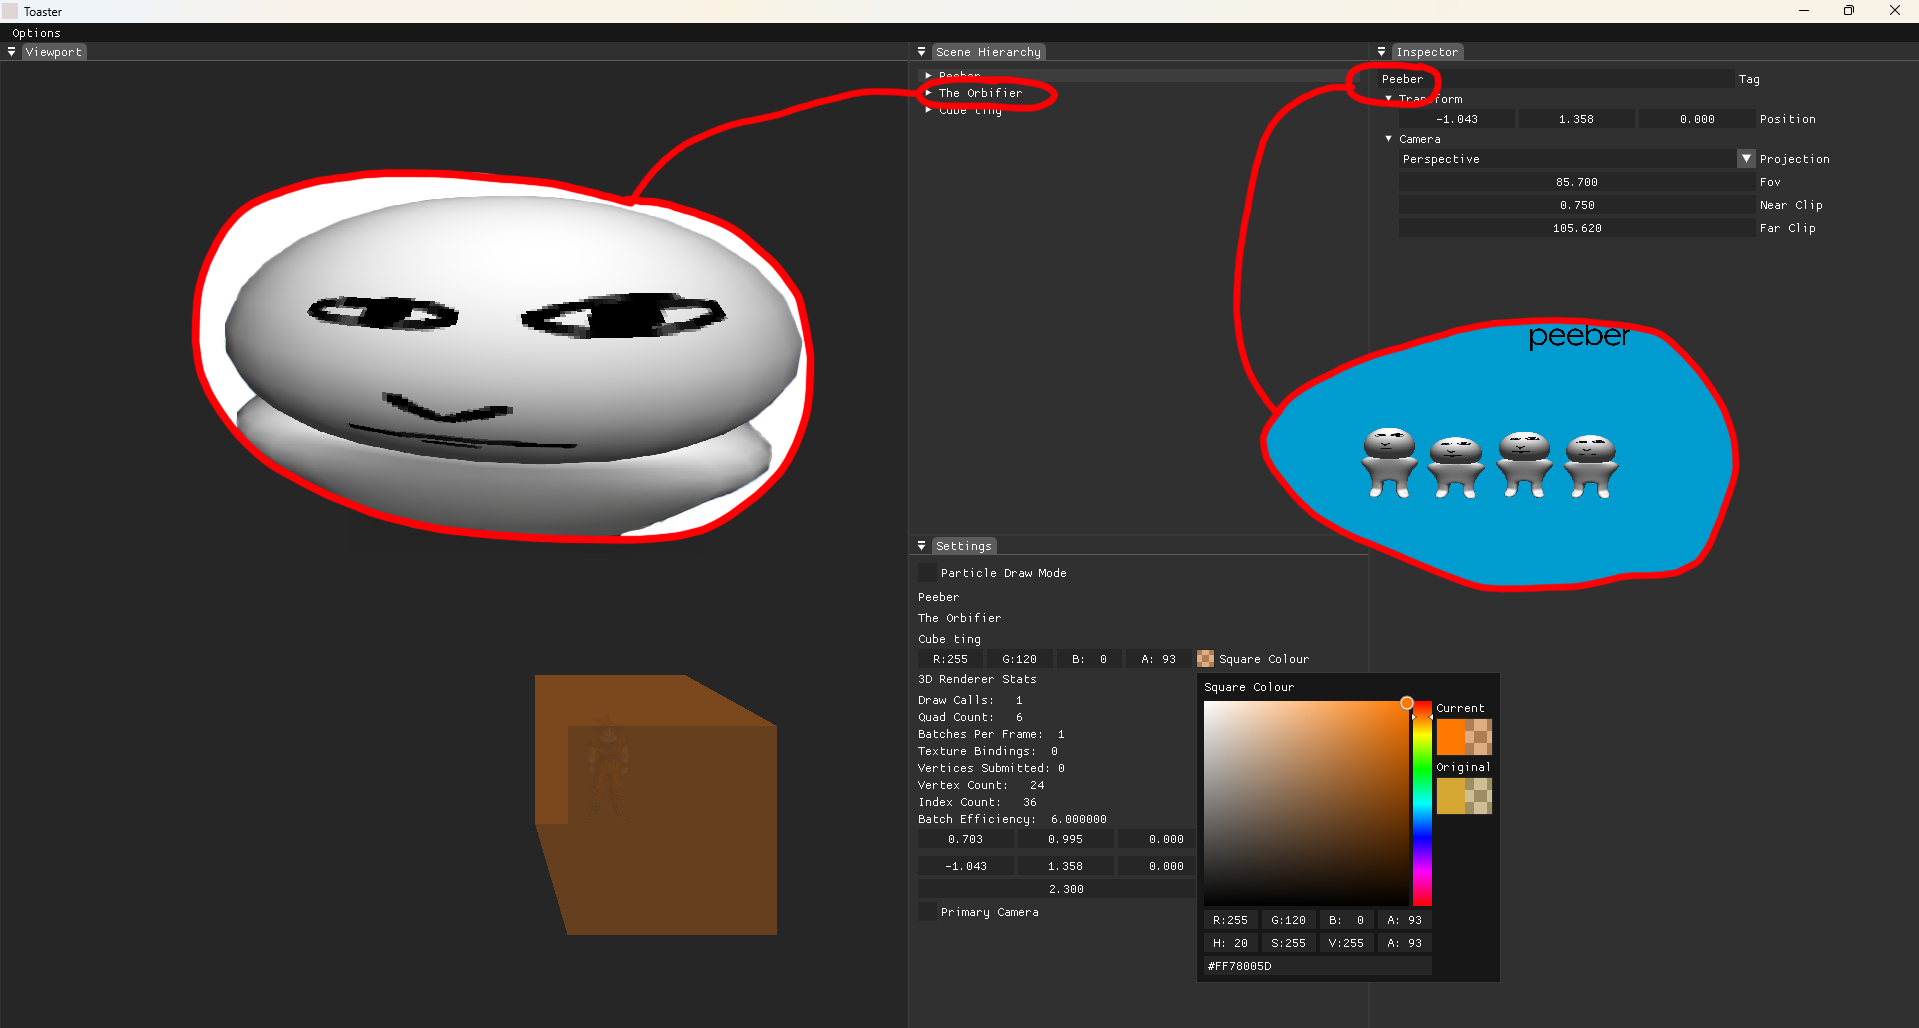 Toaster
Options
Viewport
Scene Hierarchy
Peeber
The Orbifier
Cube ting
Inspector
Peeber Tag
Transform
-1.043 1.358 0.000 Position
Camera
Perspective Projection
85.700 Fov
0.750 Near Clip
105.620 Far Clip
peeber
Settings
Particle Draw Mode
Peeber
The Orbifier
Cube ting
R:255 G:120 B: 0 A: 93 Square Colour
3D Renderer Stats
Draw Calls: 1
Quad Count: 6
Batches Per Frame: 1
Texture Bindings: 0
Vertices Submitted: 0
Vertex Count: 24
Index Count: 36
Batch Efficiency: 6.000000
0.703 0.995 0.000
-1.043 1.358 0.000
2.300
Primary Camera
Square Colour
Current
Original
R:255 G:120 B: 0 A: 93
H: 20 S:255 V:255 A: 93
#FF78005D